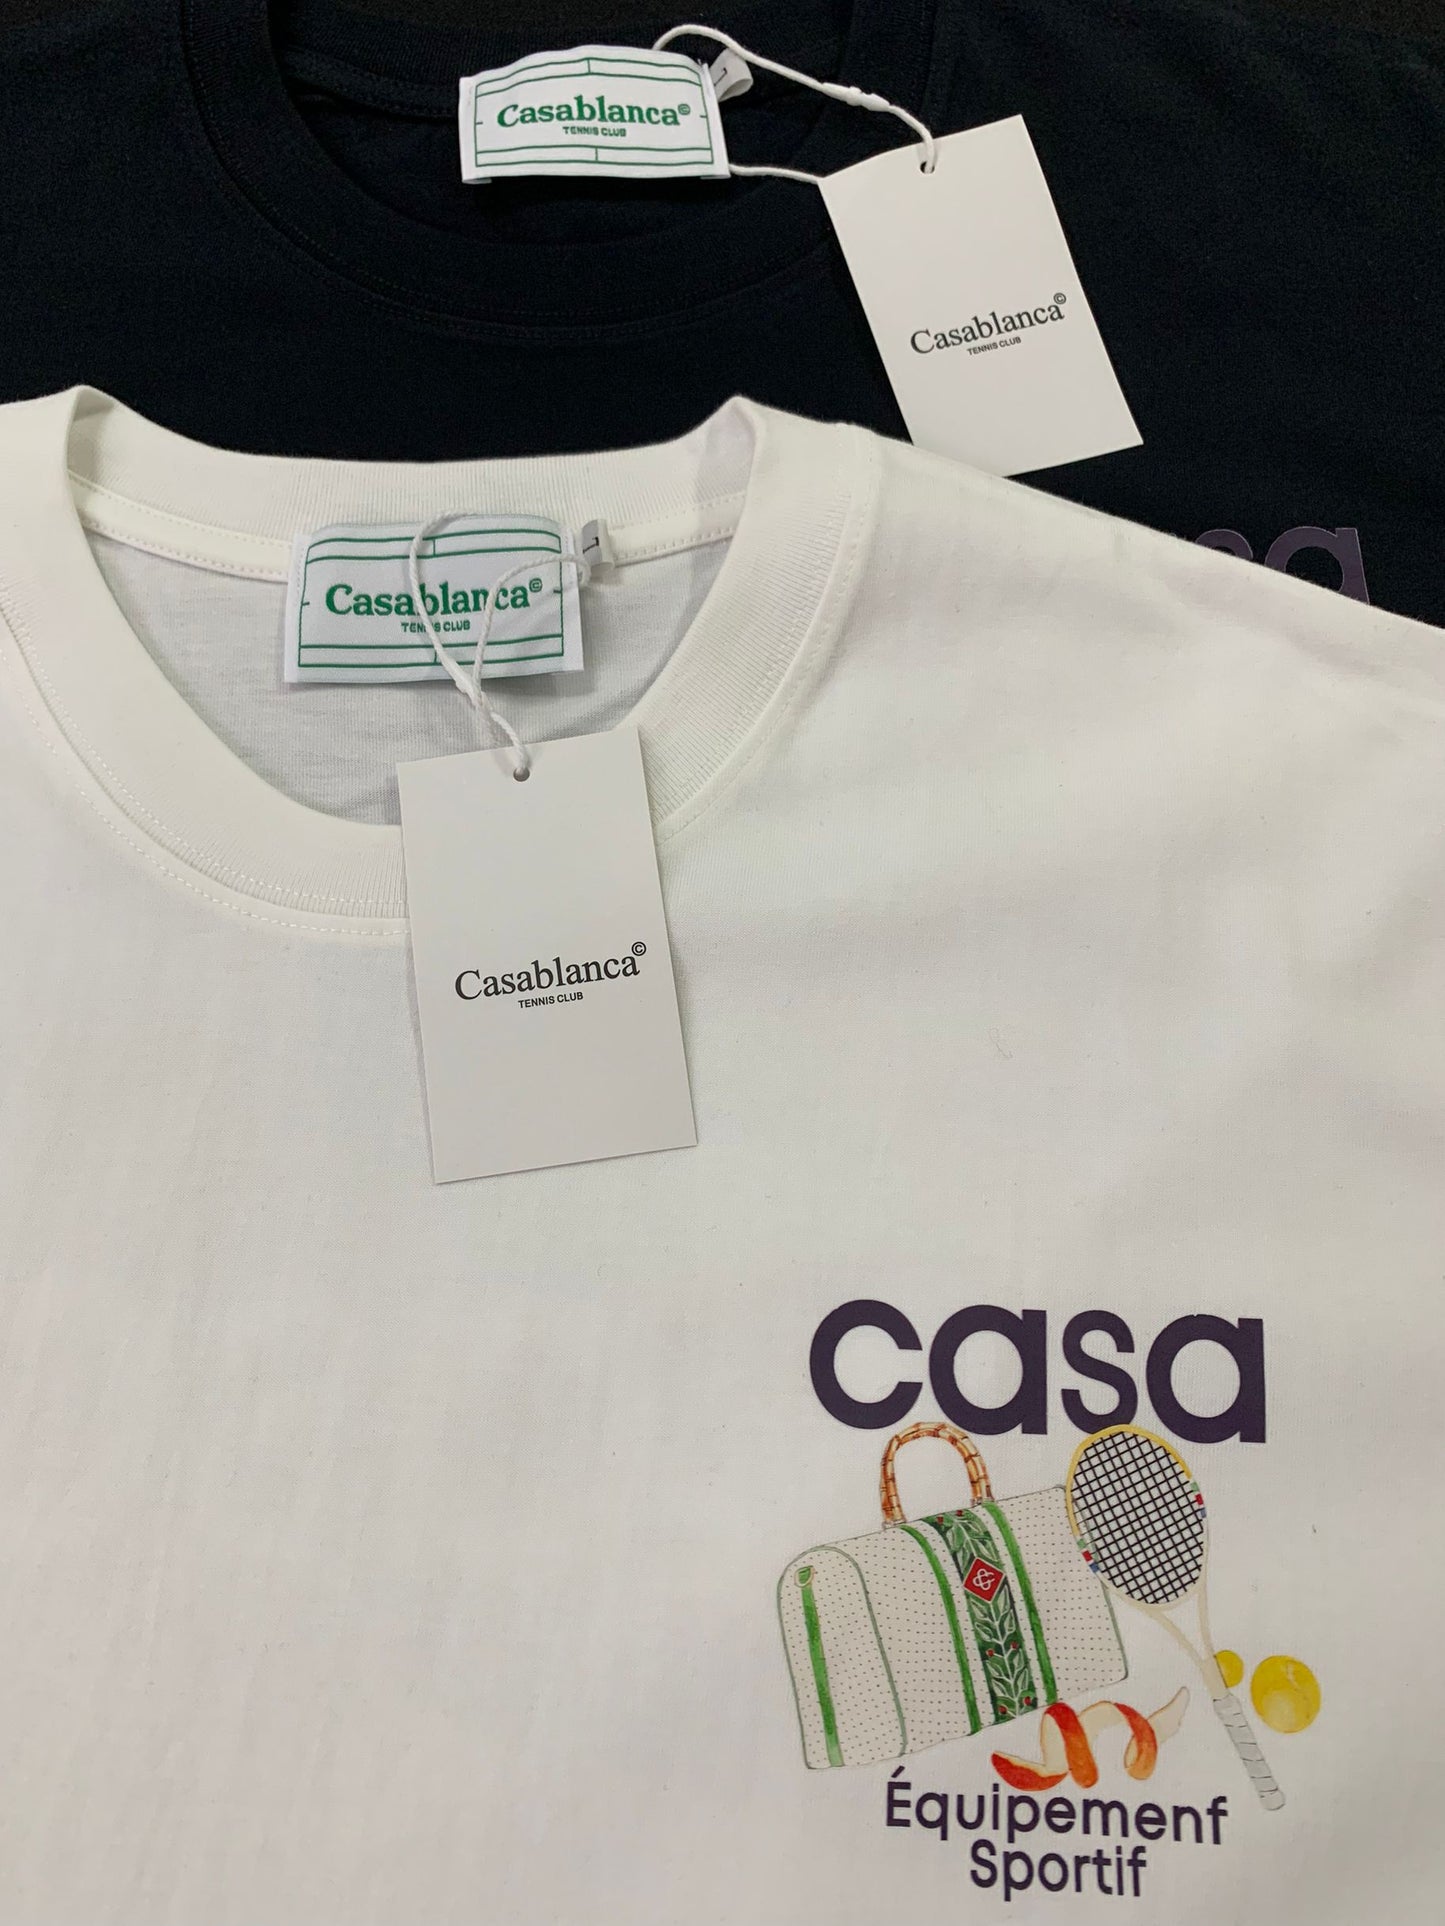 Casablanca©
TENNIS CLUB
L
Casablanca©
TENNIS CLUB
Casablanca©
TENNIS CLUB
L
Casablanca©
TENNIS CLUB
casa
Équipemenf
Sportif